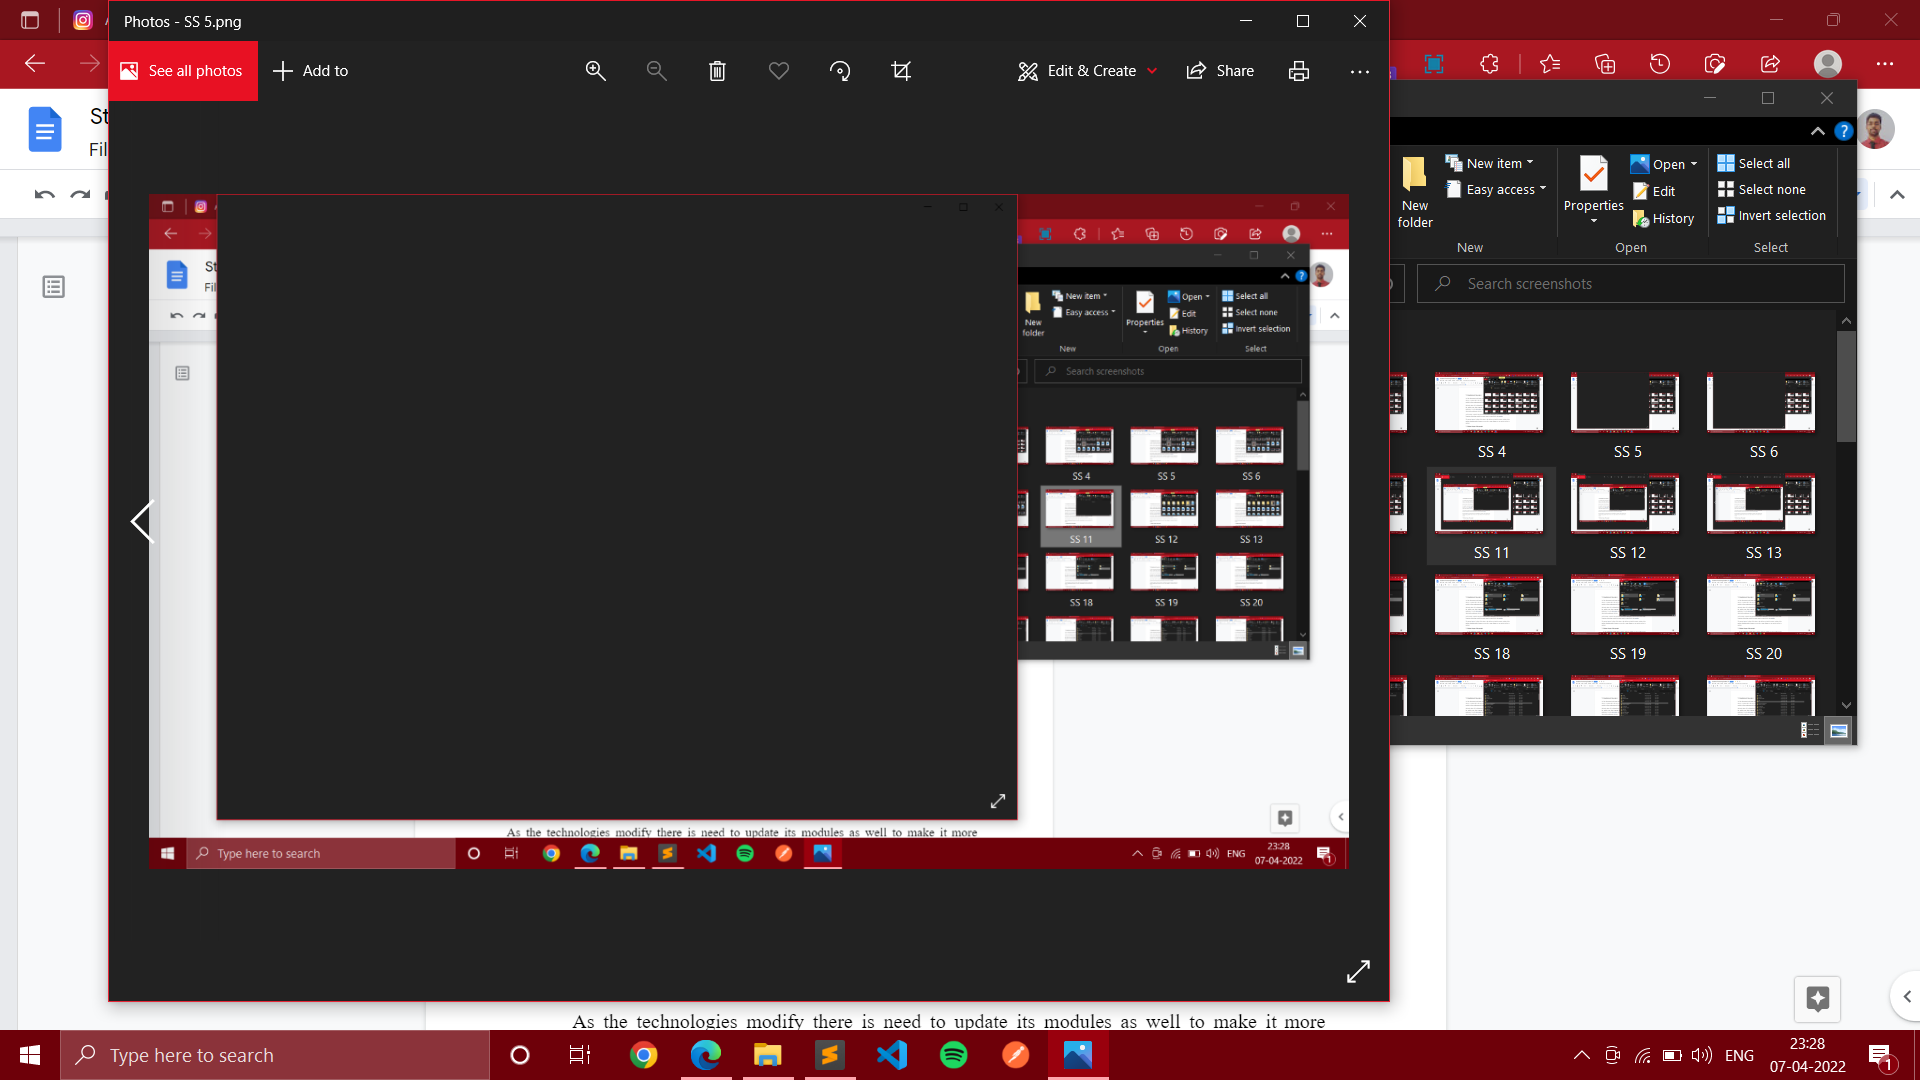 Photos - SS 5.png
See all photos
Add to
Edit & Create
Share
St
Fil
New item
Easy access
New
folder
New
Properties
Open
Edit
History
Open
Select all
Select none
Invert selection
Select
Search screenshots
SS 4
SS 5
SS 6
SS 11
SS 12
SS 13
SS 18
SS 19
SS 20
St
Fil
New item
Easy access
New
folder
New
Properties
Open
Edit
History
Open
Select all
Select none
Invert selection
Select
Search screenshots
SS 4
SS 5
SS 6
SS 11
SS 12
SS 13
SS 18
SS 19
SS 20
As the technologies modify there is need to update its modules as well to make it more
Type here to search
ENG
23:28
07-04-2022
1
As the technologies modify there is need to update its modules as well to make it more
Type here to search
ENG
23:28
07-04-2022
1